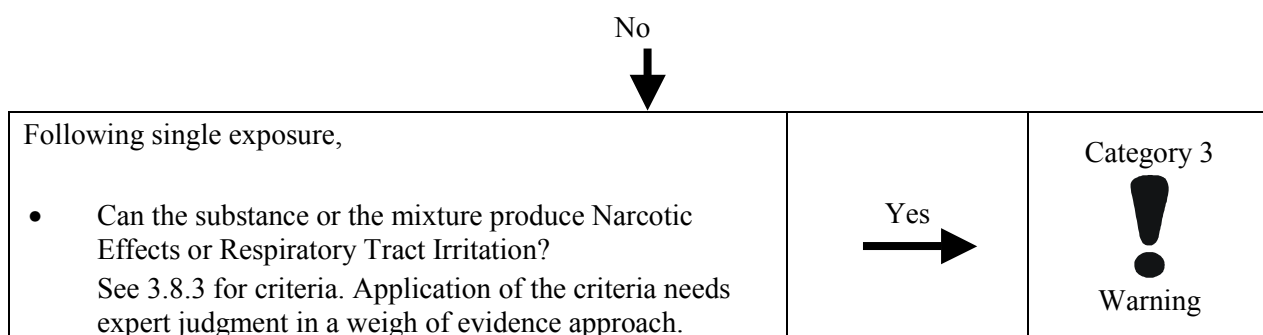 No
Following single exposure,
• Can the substance or the mixture produce Narcotic
Effects or Respiratory Tract Irritation?
See 3.8.3 for criteria. Application of the criteria needs
expert judgment in a weigh of evidence approach.
Yes
Category 3
Warning